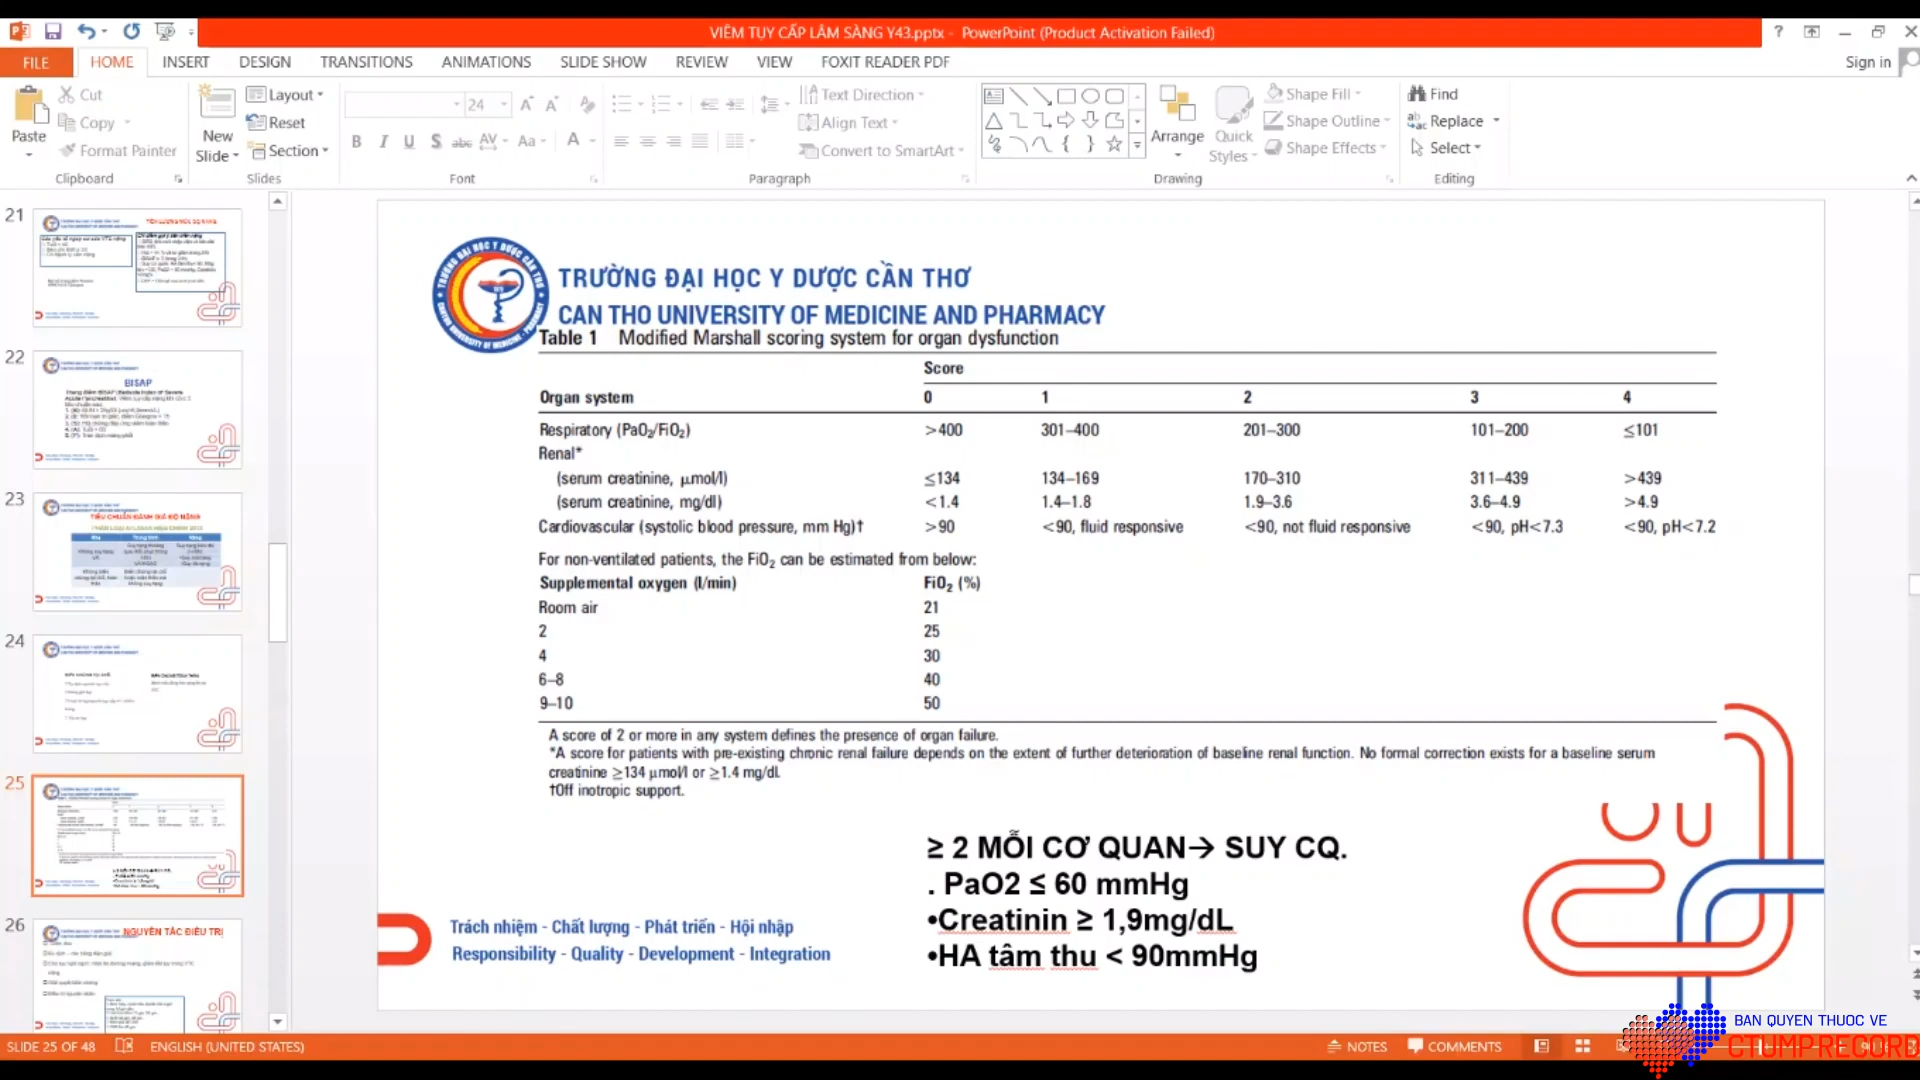 VIÊM TỤY CẤP LÂM SÀNG Y43.pptx - PowerPoint (Product Activation Failed)
FILE HOME INSERT DESIGN TRANSITIONS ANIMATIONS SLIDE SHOW REVIEW VIEW FOXIT READER PDF Sign in
Paste Cut Copy Format Painter
New Slide Layout Reset Section
24
B I U S abc AV Aa A
Text Direction
Align Text
Convert to SmartArt
Arrange Quick Styles
Shape Fill
Shape Outline
Shape Effects
Find
Replace
Select
Clipboard Slides Font Paragraph Drawing Editing
21
22
BISAP
23
24
25
26
NGUYÊN TẮC ĐIỀU TRỊ
TRƯỜNG ĐẠI HỌC Y DƯỢC CẦN THƠ
CAN THO UNIVERSITY OF MEDICINE AND PHARMACY
Table 1 Modified Marshall scoring system for organ dysfunction
Score
Organ system 0 1 2 3 4
Respiratory (PaO₂/FiO₂) >400 301–400 201–300 101–200 ≤101
Renal*
(serum creatinine, μmol/l) ≤134 134–169 170–310 311–439 >439
(serum creatinine, mg/dl) <1.4 1.4–1.8 1.9–3.6 3.6–4.9 >4.9
Cardiovascular (systolic blood pressure, mm Hg)† >90 <90, fluid responsive <90, not fluid responsive <90, pH<7.3 <90, pH<7.2
For non-ventilated patients, the FiO₂ can be estimated from below:
Supplemental oxygen (l/min) FiO₂ (%)
Room air 21
2 25
4 30
6–8 40
9–10 50
A score of 2 or more in any system defines the presence of organ failure.
*A score for patients with pre-existing chronic renal failure depends on the extent of further deterioration of baseline renal function. No formal correction exists for a baseline serum
creatinine ≥134 μmol/l or ≥1.4 mg/dl.
†Off inotropic support.
≥ 2 MỖI CƠ QUAN→ SUY CQ.
. PaO2 ≤ 60 mmHg
•Creatinin ≥ 1,9mg/dL
•HA tâm thu < 90mmHg
Trách nhiệm - Chất lượng - Phát triển - Hội nhập
Responsibility - Quality - Development - Integration
SLIDE 25 OF 48 ENGLISH (UNITED STATES) NOTES COMMENTS
BAN QUYEN THUOC VE
CTUMP RECORD